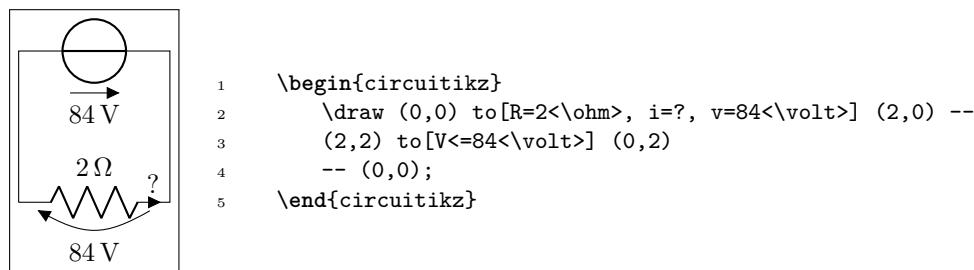 84 V
2 Ω
?
84 V
1 \begin{circuitikz}
2 \draw (0,0) to[R=2<\ohm>, i=?, v=84<\volt>] (2,0) --
3 (2,2) to[V<=84<\volt>] (0,2)
4 -- (0,0);
5 \end{circuitikz}